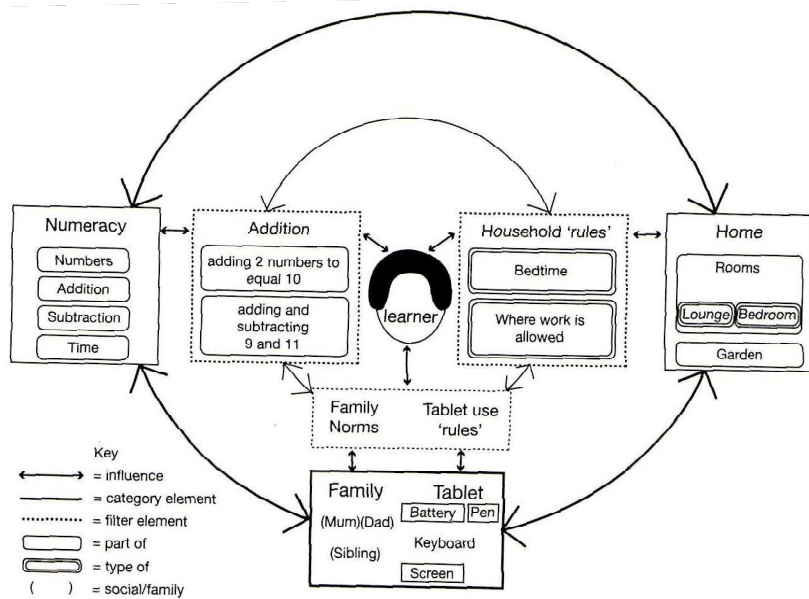 Numeracy
Numbers
Addition
Subtraction
Time
Addition
adding 2 numbers to
equal 10
adding and
subtracting
9 and 11
learner
Household 'rules'
Bedtime
Where work is
allowed
Home
Rooms
Lounge
Bedroom
Garden
Family
Norms
Tablet use
'rules'
Family
(Mum)(Dad)
(Sibling)
Tablet
Battery
Pen
Keyboard
Screen
Key
= influence
= category element
= filter element
= part of
= type of
( ) = social/family